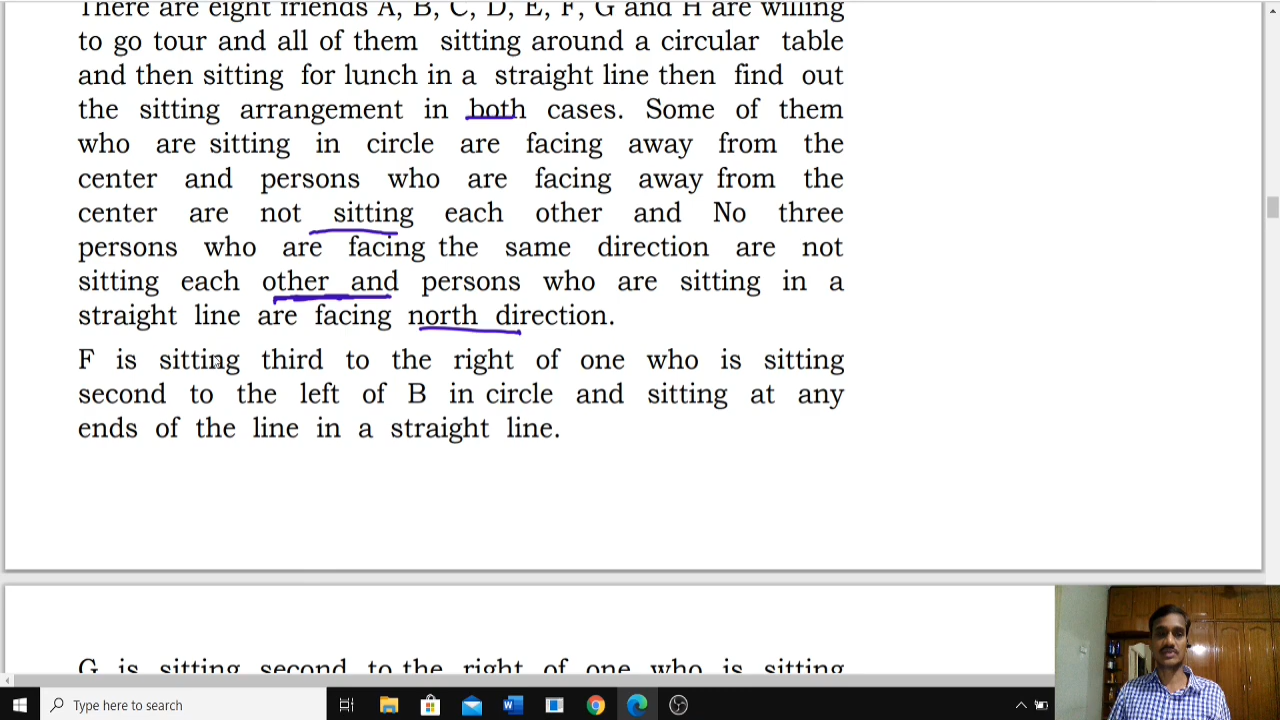 There are eight friends A, B, C, D, E, F, G and H are willing
to go tour and all of them sitting around a circular table
and then sitting for lunch in a straight line then find out
the sitting arrangement in both cases. Some of them
who are sitting in circle are facing away from the
center and persons who are facing away from the
center are not sitting each other and No three
persons who are facing the same direction are not
sitting each other and persons who are sitting in a
straight line are facing north direction.
F is sitting third to the right of one who is sitting
second to the left of B in circle and sitting at any
ends of the line in a straight line.
G is sitting second to the right of one who is sitting
Type here to search